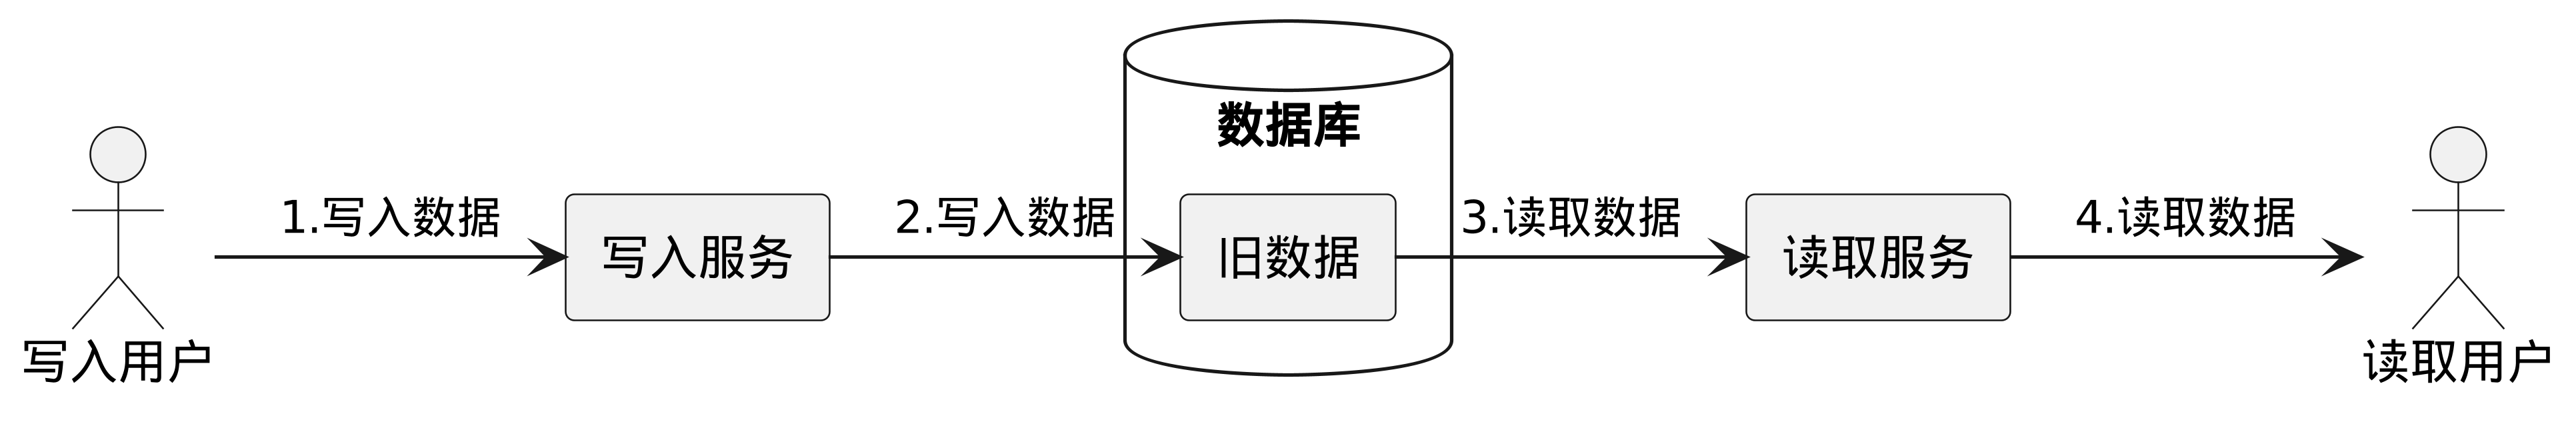 数据库
1.写入数据
2.写入数据
3.读取数据
4.读取数据
写入服务
旧数据
读取服务
写入用户
读取用户